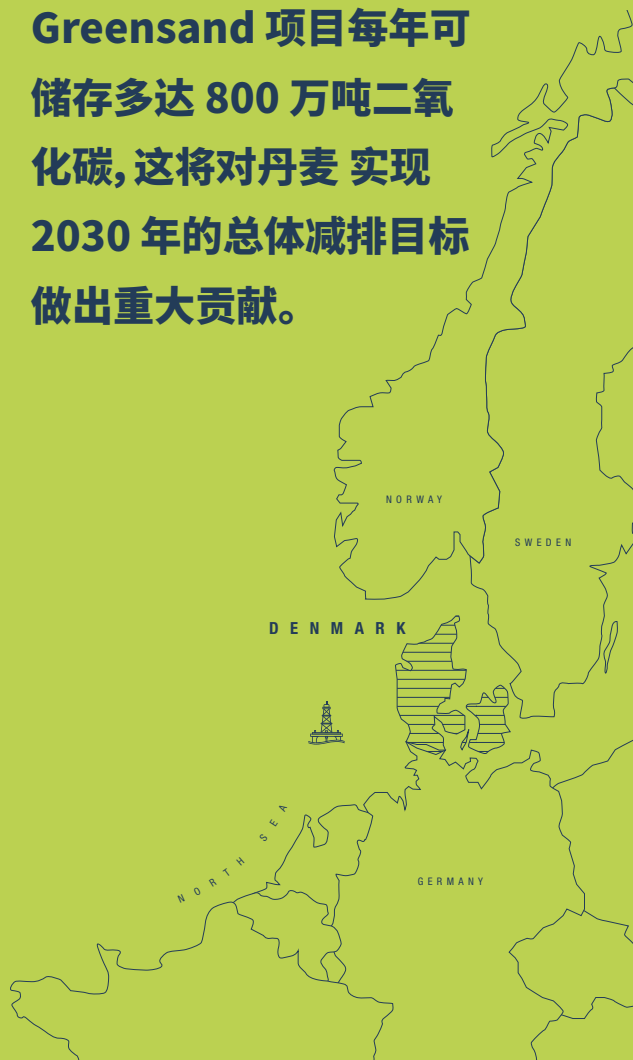 Greensand 项目每年可
储存多达 800 万吨二氧
化碳，这将对丹麦 实现
2030 年的总体减排目标
做出重大贡献。
NORWAY
SWEDEN
DENMARK
NORTH SEA
GERMANY